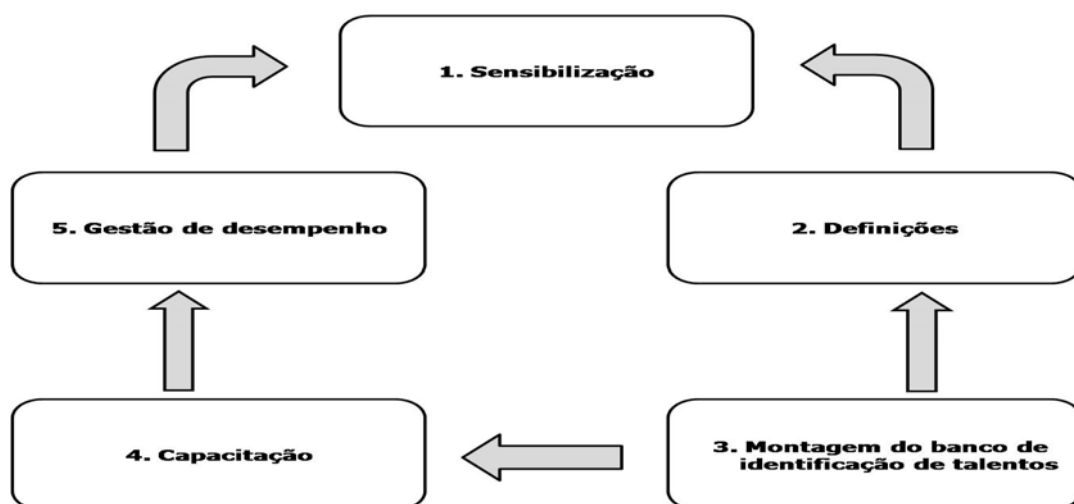 1. Sensibilização
5. Gestão de desempenho
2. Definições
4. Capacitação
3. Montagem do banco de
identificação de talentos